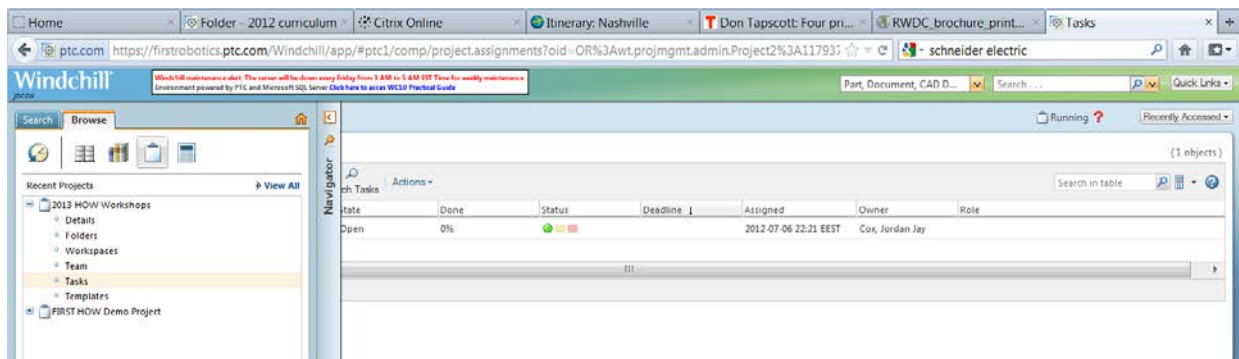 Home
Folder - 2012 curriculum
Citrix Online
Itinerary: Nashville
Don Tapscott: Four pri...
RWDC_brochure_print...
Tasks
ptc.com https://firstrobotics.ptc.com/Windchill/app/#ptc1/comp/project.assignments?oid=OR%3Awt.projmgmt.admin.Project2%3A117937
schneider electric
Windchill
jocox
Windchill maintenance alert: The server will be down every Friday from 3 AM to 5 AM EST Time for weekly maintenance.
Environment powered by PTC and Microsoft SQL Server Click here to acces WC10 Practical Guide
Part, Document, CAD D...
Search . . .
Quick Links
Search
Browse
Running ?
Recently Accessed
Navigator
(1 objects)
Recent Projects
View All
ch Tasks
Actions
Search in table
2013 HOW Workshops
Details
Folders
Workspaces
Team
Tasks
Templates
FIRST HOW Demo Project
State Done Status Deadline Assigned Owner Role
Open 0% 2012-07-06 22:21 EEST Cox, Jordan Jay